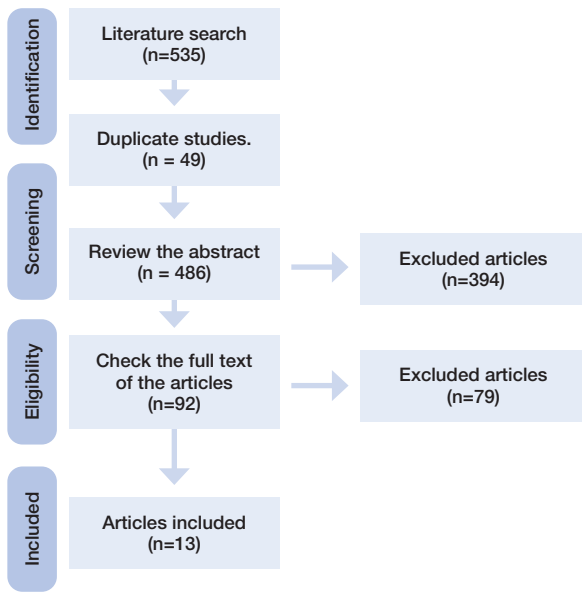 Identification
Literature search
(n=535)
Duplicate studies.
(n = 49)
Screening
Review the abstract
(n = 486)
Excluded articles
(n=394)
Eligibility
Check the full text
of the articles
(n=92)
Excluded articles
(n=79)
Included
Articles included
(n=13)